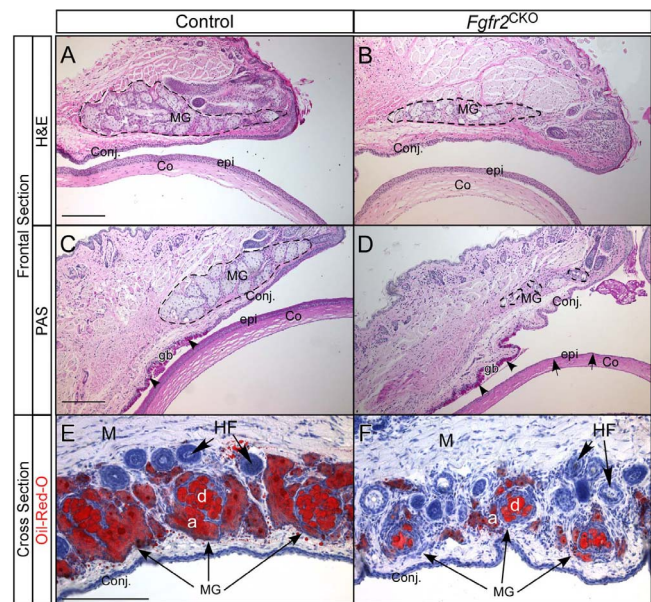 Control
Fgfr2CKO
Frontal Section
H&E
A
MG
Conj.
Co
epi
B
MG
Conj.
epi
Co
PAS
C
MG
Conj.
epi
Co
gb
D
MG
Conj.
epi
Co
gb
Cross Section
Oil-Red-O
E
M
HF
d
a
Conj.
MG
F
M
HF
d
a
Conj.
MG